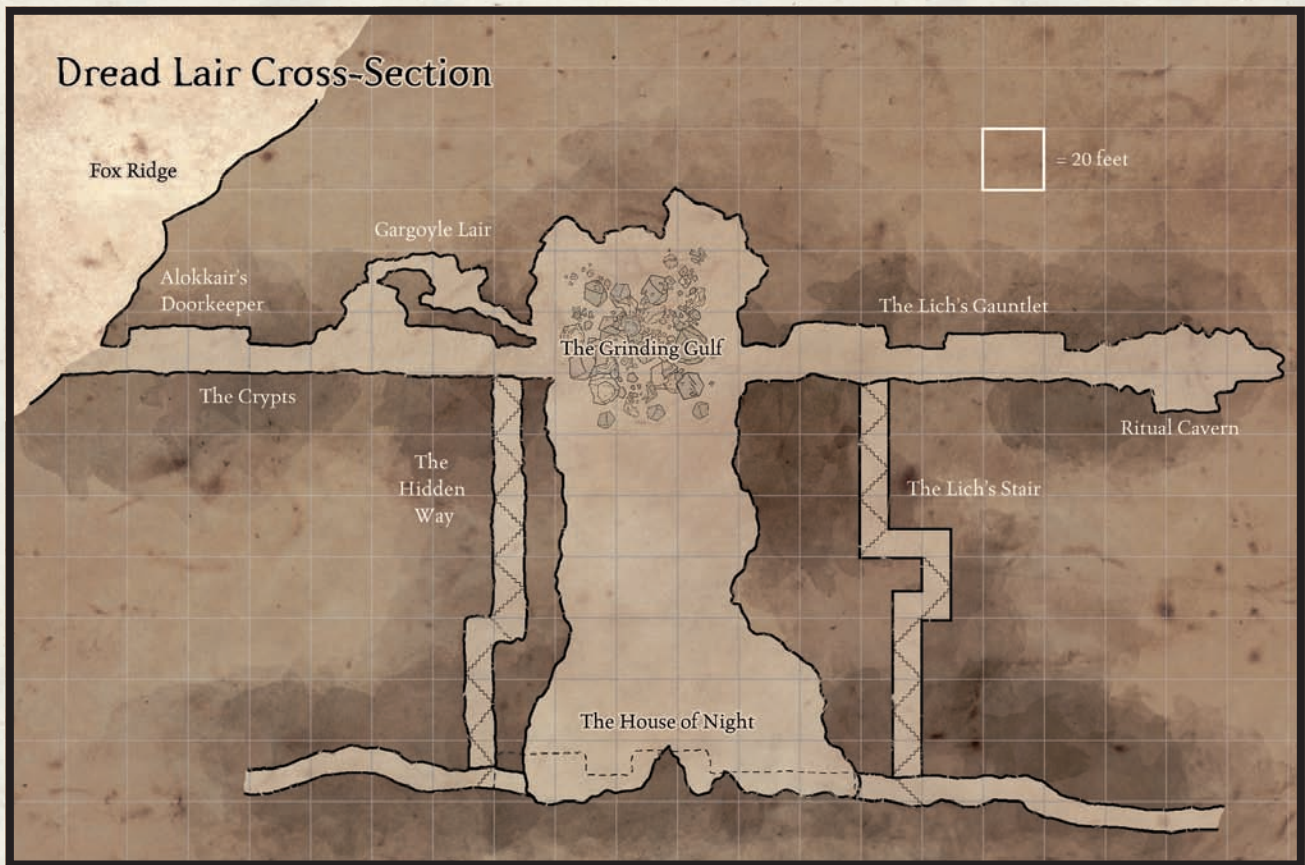 Dread Lair Cross-Section
Fox Ridge
= 20 feet
Gargoyle Lair
Alokkair's
Doorkeeper
The Lich's Gauntlet
The Grinding Gulf
The Crypts
Ritual Cavern
The
Hidden
Way
The Lich's Stair
The House of Night